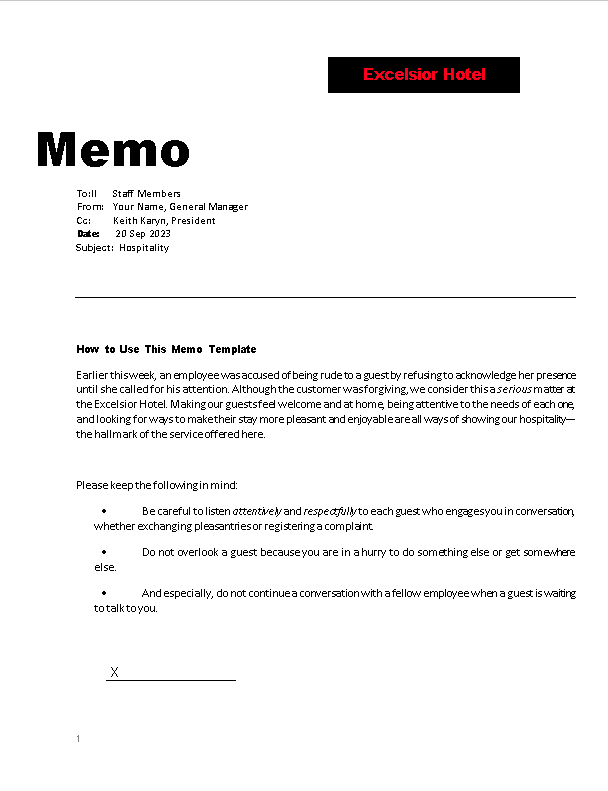 Excelsior Hotel
Memo
To:ll Staff Members
From: Your Name, General Manager
Cc: Keith Karyn, President
Date: 20 Sep 2023
Subject: Hospitality
How to Use This Memo Template
Earlier this week, an employee was accused of being rude to a guest by refusing to acknowledge her presence
until she called for his attention. Although the customer was forgiving, we consider this a serious matter at
the Excelsior Hotel. Making our guests feel welcome and at home, being attentive to the needs of each one,
and looking for ways to make their stay more pleasant and enjoyable are all ways of showing our hospitality—
the hallmark of the service offered here.
Please keep the following in mind:
• Be careful to listen attentively and respectfully to each guest who engages you in conversation,
whether exchanging pleasantries or registering a complaint.
• Do not overlook a guest because you are in a hurry to do something else or get somewhere
else.
• And especially, do not continue a conversation with a fellow employee when a guest is waiting
to talk to you.
X
1